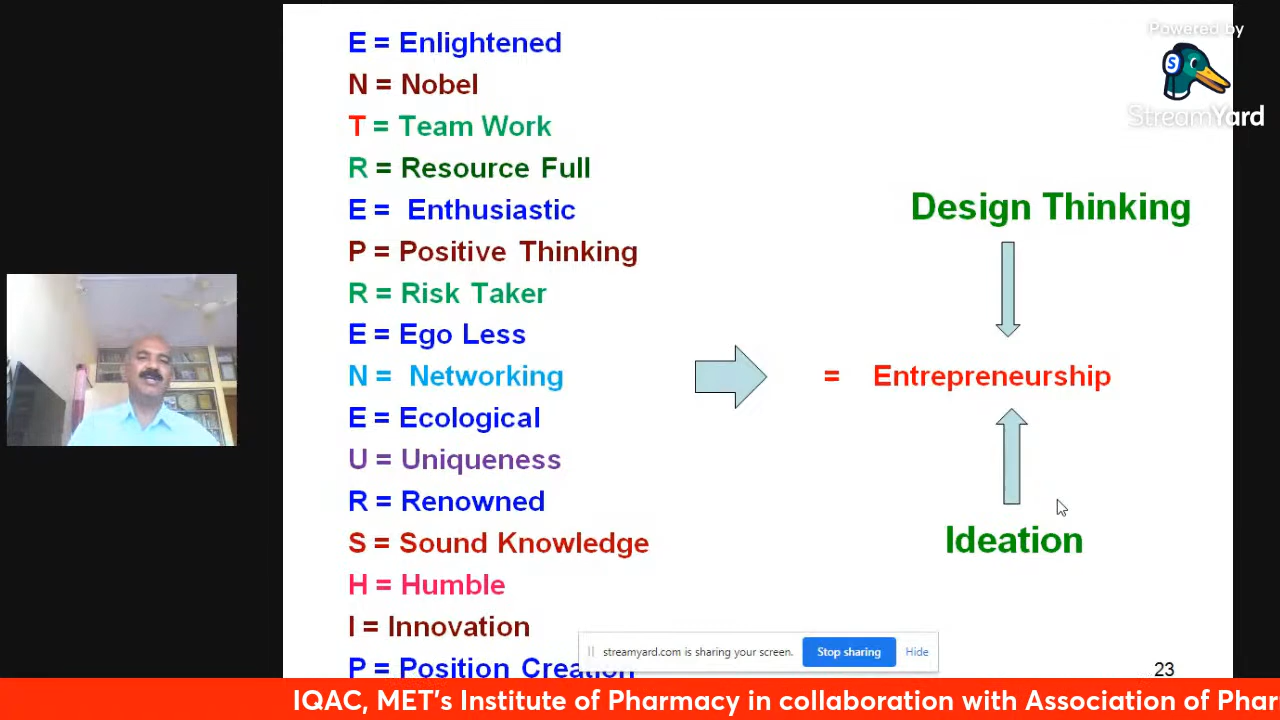 E = Enlightened
N = Nobel
T = Team Work
R = Resource Full
E = Enthusiastic
P = Positive Thinking
R = Risk Taker
E = Ego Less
N = Networking
E = Ecological
U = Uniqueness
R = Renowned
S = Sound Knowledge
H = Humble
I = Innovation
P = Position Creation
Design Thinking
= Entrepreneurship
Ideation
Powered by
S
StreamYard
streamyard.com is sharing your screen.
Stop sharing
Hide
23
IQAC, MET's Institute of Pharmacy in collaboration with Association of Phar